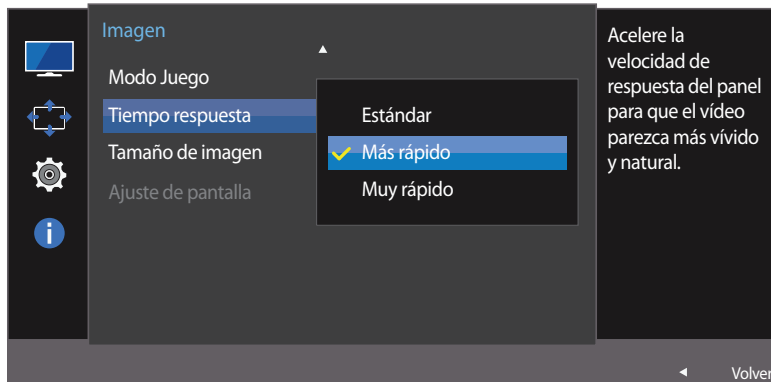 Imagen
Modo Juego
Tiempo respuesta
Tamaño de imagen
Ajuste de pantalla
Estándar
Más rápido
Muy rápido
Acelere la
velocidad de
respuesta del panel
para que el vídeo
parezca más vívido
y natural.
Volver